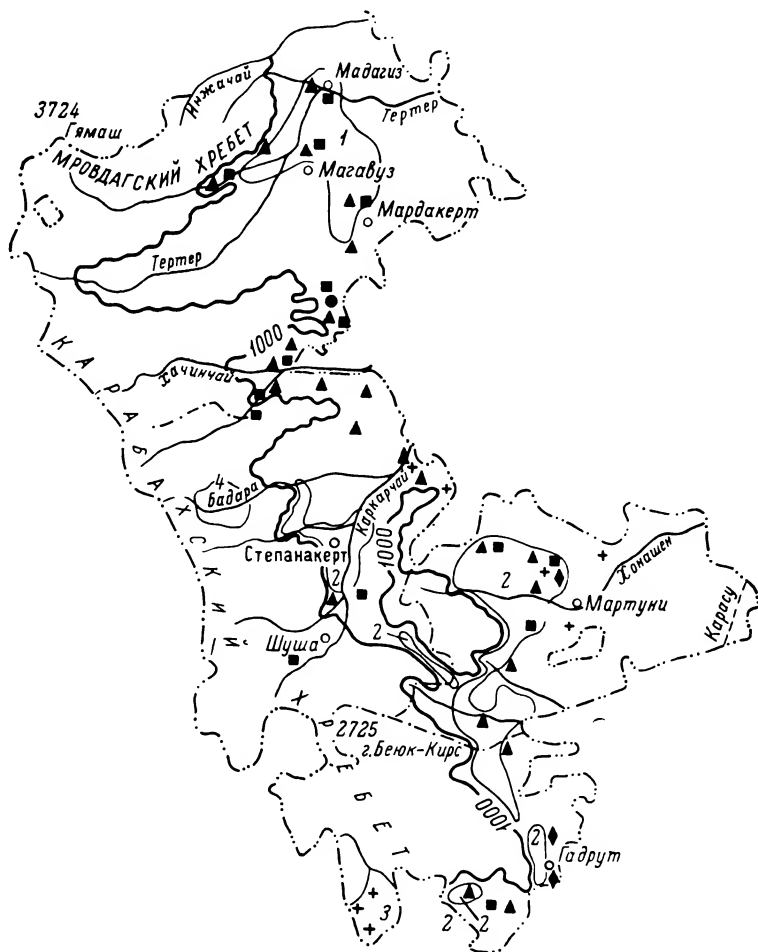 Мадагиз
Инжачай
3724
Гямаш
Тертер
МРОВДАГСКИЙ ХРЕБЕТ
1
Магавуз
Мардакерт
Тертер
1000
КАРАБАХСКИЙ ХРЕБЕТ
Хачинчай
4
Бадара
Каркарчай
1000
Степанакерт
2
2
Хонашен
Мартуни
Карасу
Шуша
2
2725
г. Беюк-Кирс
1000
2
Гадрут
3
2
2